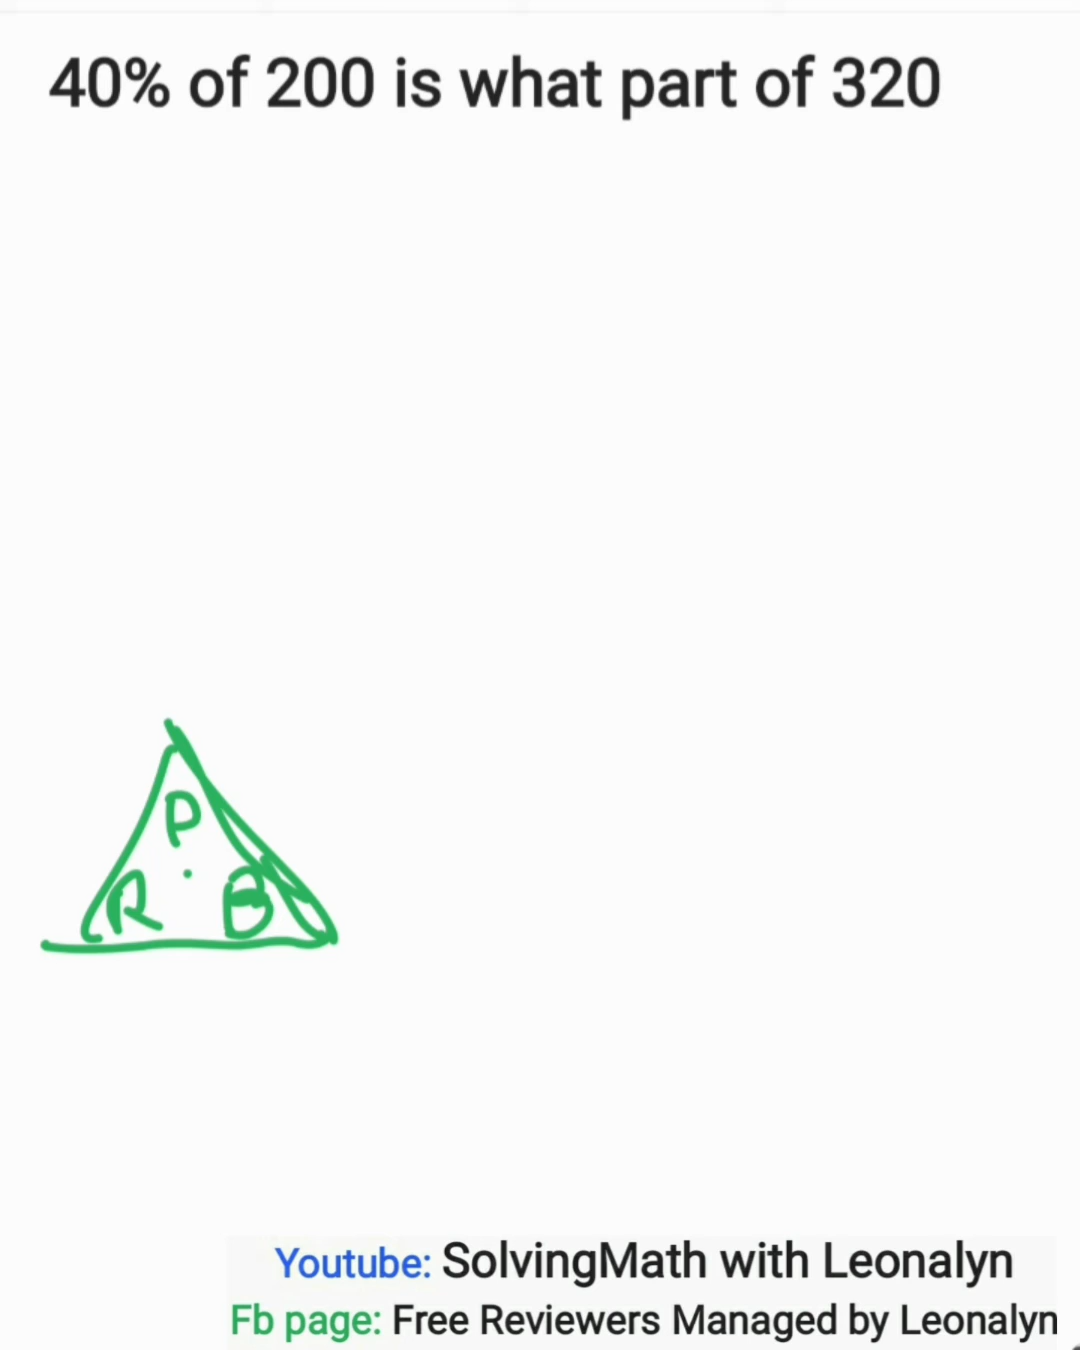 40% of 200 is what part of 320
P
R B
Youtube: SolvingMath with Leonalyn
Fb page: Free Reviewers Managed by Leonalyn